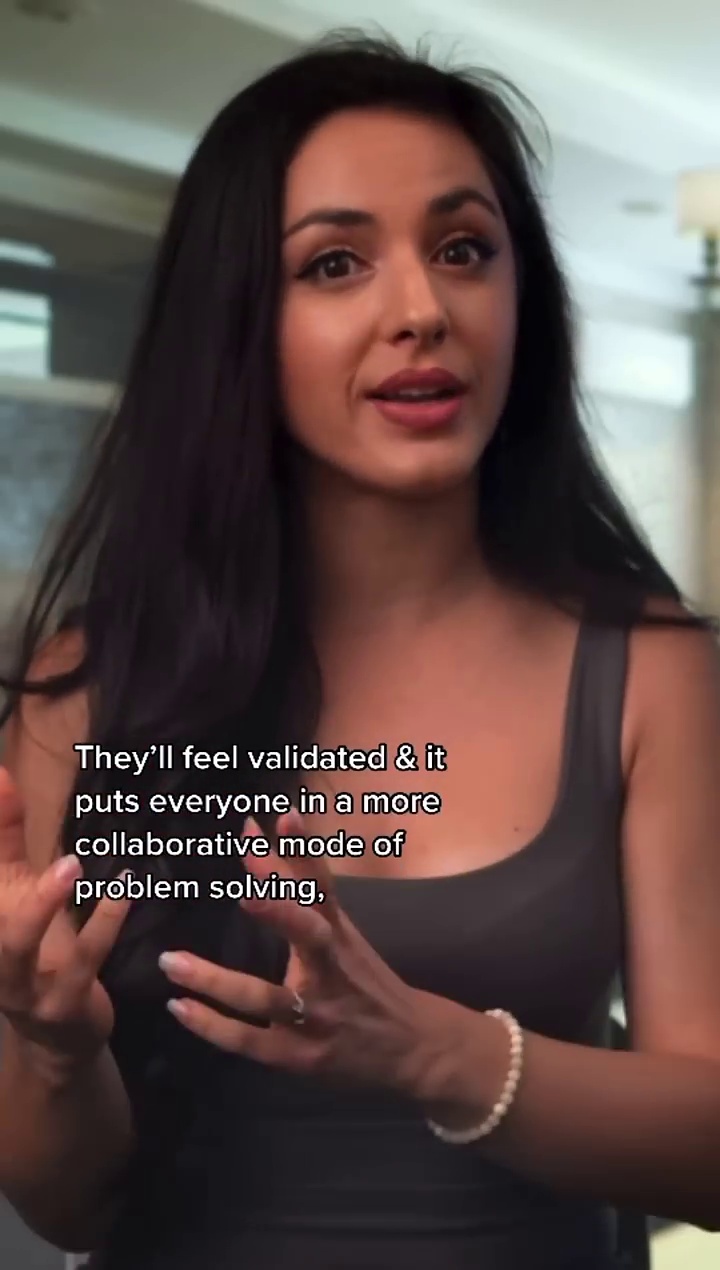 They’ll feel validated & it
puts everyone in a more
collaborative mode of
problem solving,